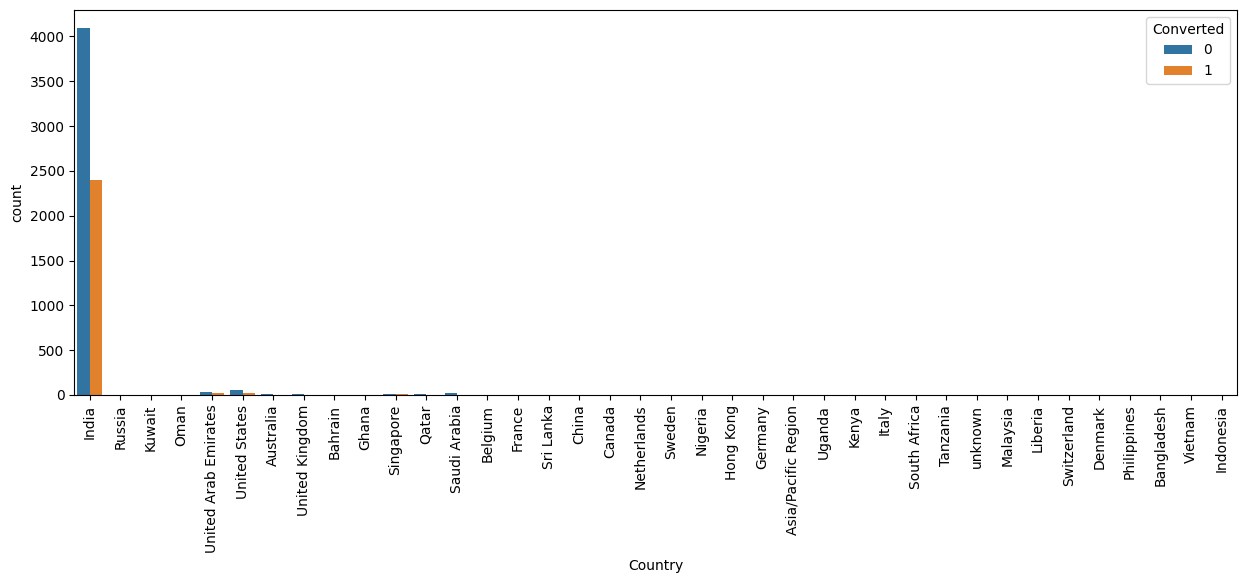 Converted
0
1
4000
3500
3000
2500
2000
1500
1000
500
0
count
India
Russia
Kuwait
Oman
United Arab Emirates
United States
Australia
United Kingdom
Bahrain
Ghana
Singapore
Qatar
Saudi Arabia
Belgium
France
Sri Lanka
China
Canada
Netherlands
Sweden
Nigeria
Hong Kong
Germany
Asia/Pacific Region
Uganda
Kenya
Italy
South Africa
Tanzania
unknown
Malaysia
Liberia
Switzerland
Denmark
Philippines
Bangladesh
Vietnam
Indonesia
Country